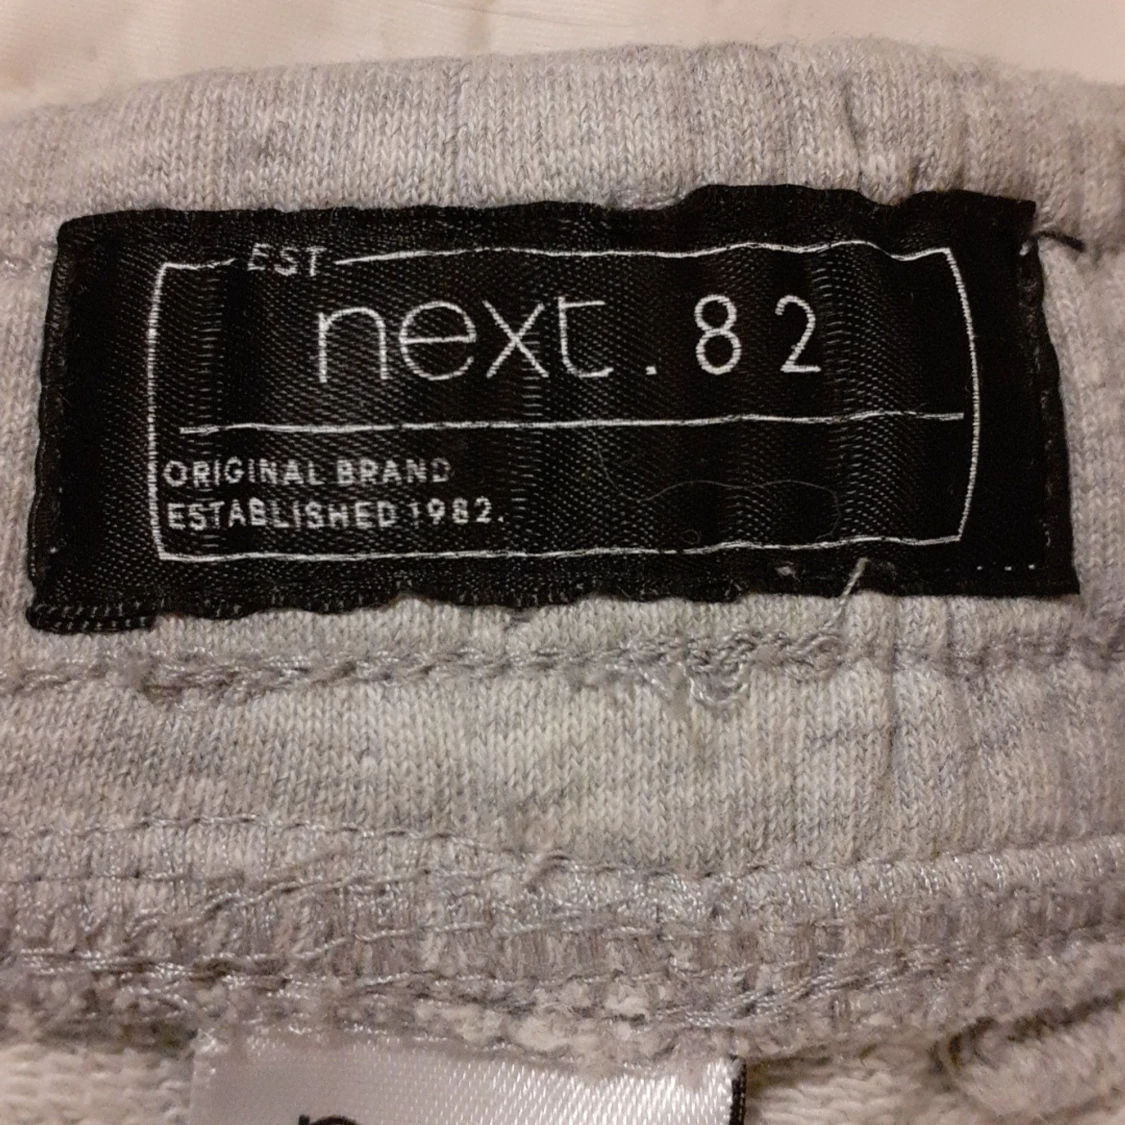 EST
next.82
ORIGINAL BRAND
ESTABLISHED 1982.